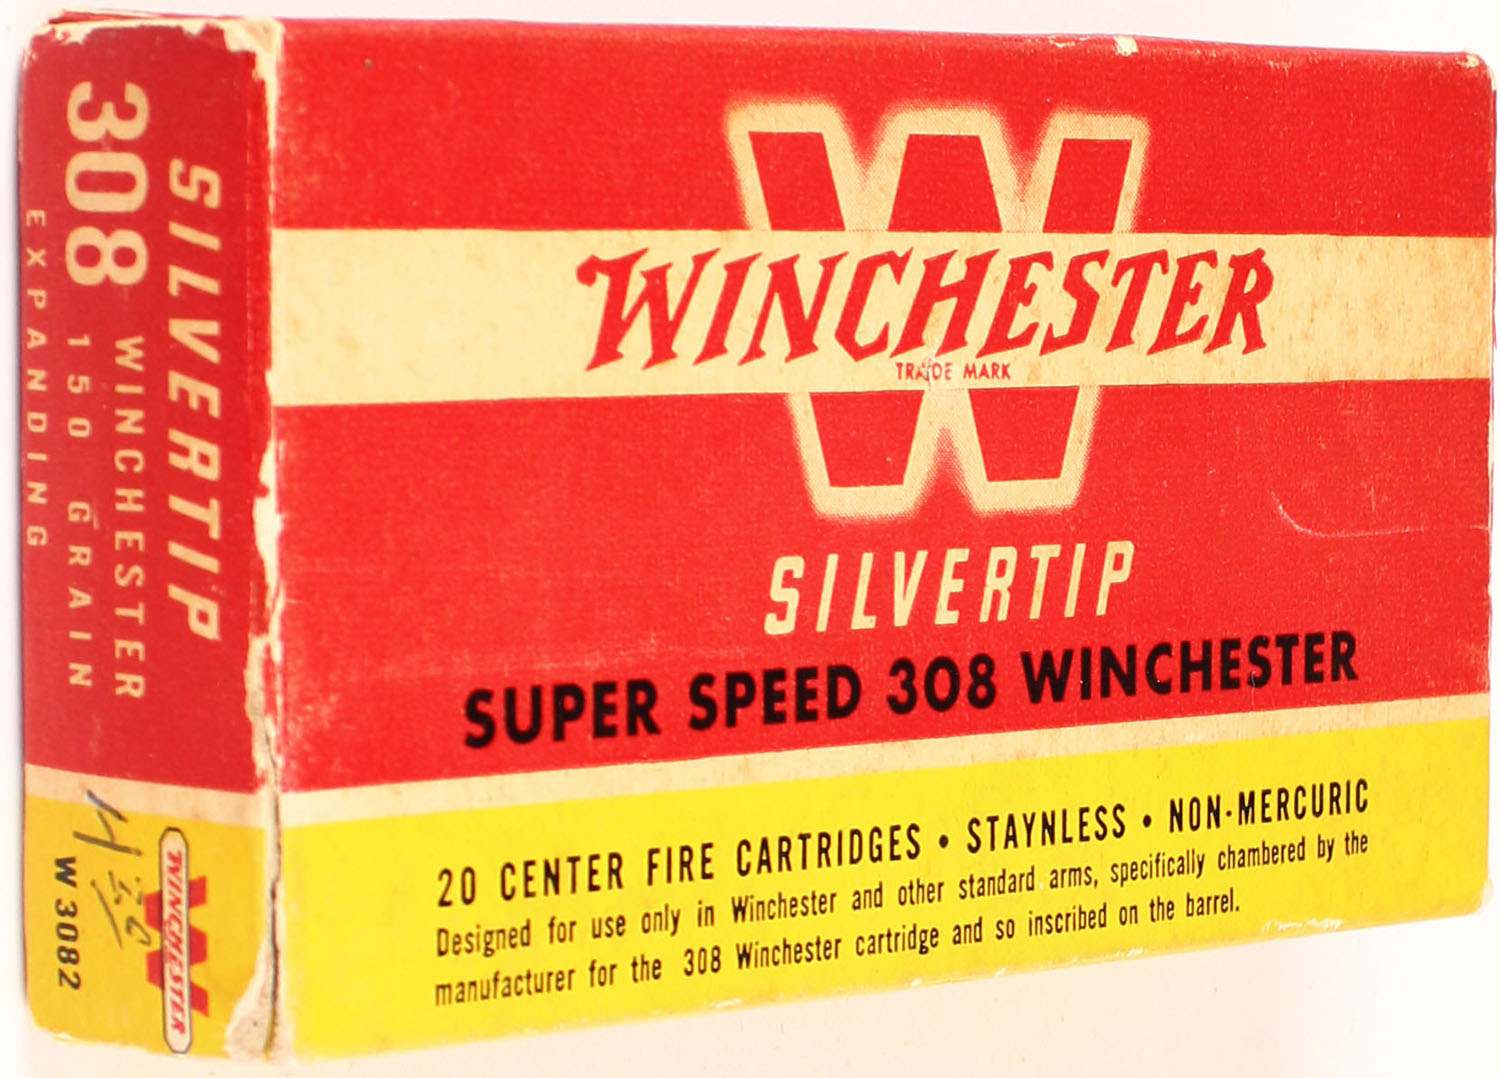 SILVERTIP
308 WINCHESTER
150 GRAIN
EXPANDING
WINCHESTER
W
W 3082
W
WINCHESTER
TRADE MARK
SILVERTIP
SUPER SPEED 308 WINCHESTER
20 CENTER FIRE CARTRIDGES • STAYNLESS • NON-MERCURIC
Designed for use only in Winchester and other standard arms, specifically chambered by the
manufacturer for the 308 Winchester cartridge and so inscribed on the barrel.